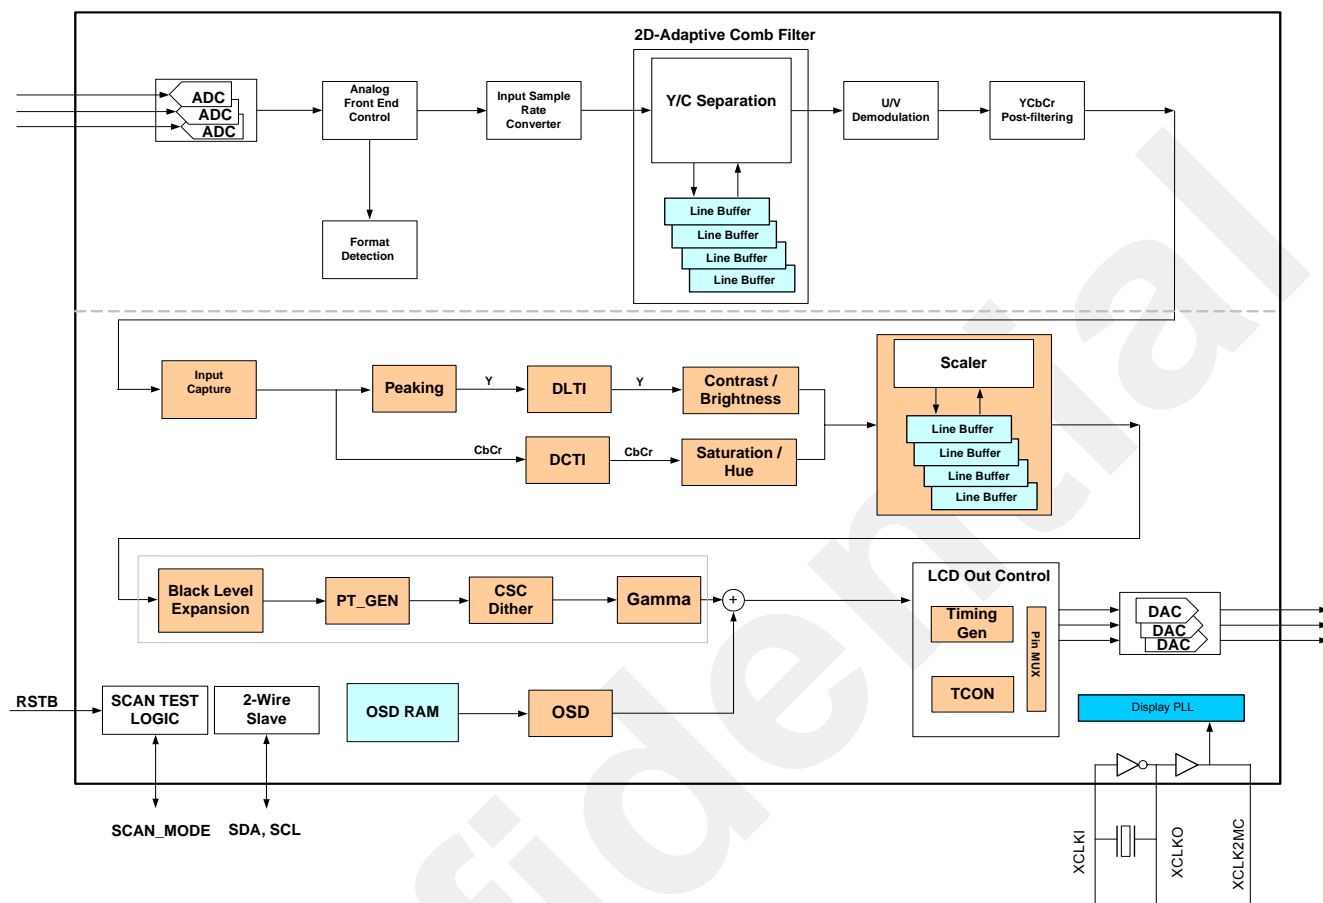 2D-Adaptive Comb Filter
ADC
ADC
ADC
Analog
Front End
Control
Input Sample
Rate
Converter
Y/C Separation
U/V
Demodulation
YCbCr
Post-filtering
Line Buffer
Line Buffer
Line Buffer
Line Buffer
Format
Detection
Input
Capture
Peaking
Y
DLTI
Y
Contrast /
Brightness
CbCr
DCTI
CbCr
Saturation /
Hue
Scaler
Line Buffer
Line Buffer
Line Buffer
Line Buffer
Black Level
Expansion
PT_GEN
CSC
Dither
Gamma
+
LCD Out Control
Timing
Gen
TCON
Pin MUX
DAC
DAC
DAC
RSTB
SCAN TEST
LOGIC
2-Wire
Slave
OSD RAM
OSD
Display PLL
SCAN_MODE
SDA, SCL
XCLKI
XCLKO
XCLK2MC
fidential